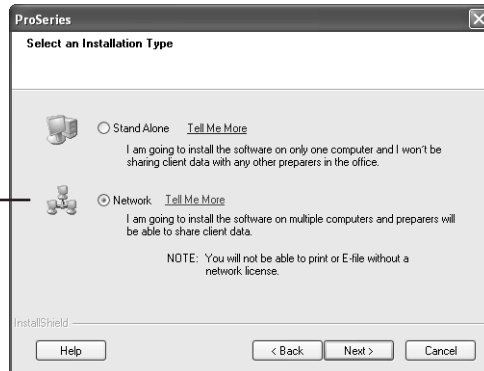 ProSeries
Select an Installation Type
Stand Alone Tell Me More
I am going to install the software on only one computer and I won't be
sharing client data with any other preparers in the office.
Network Tell Me More
I am going to install the software on multiple computers and preparers will
be able to share client data.
NOTE: You will not be able to print or E-file without a
network license.
InstallShield
Help < Back Next > Cancel